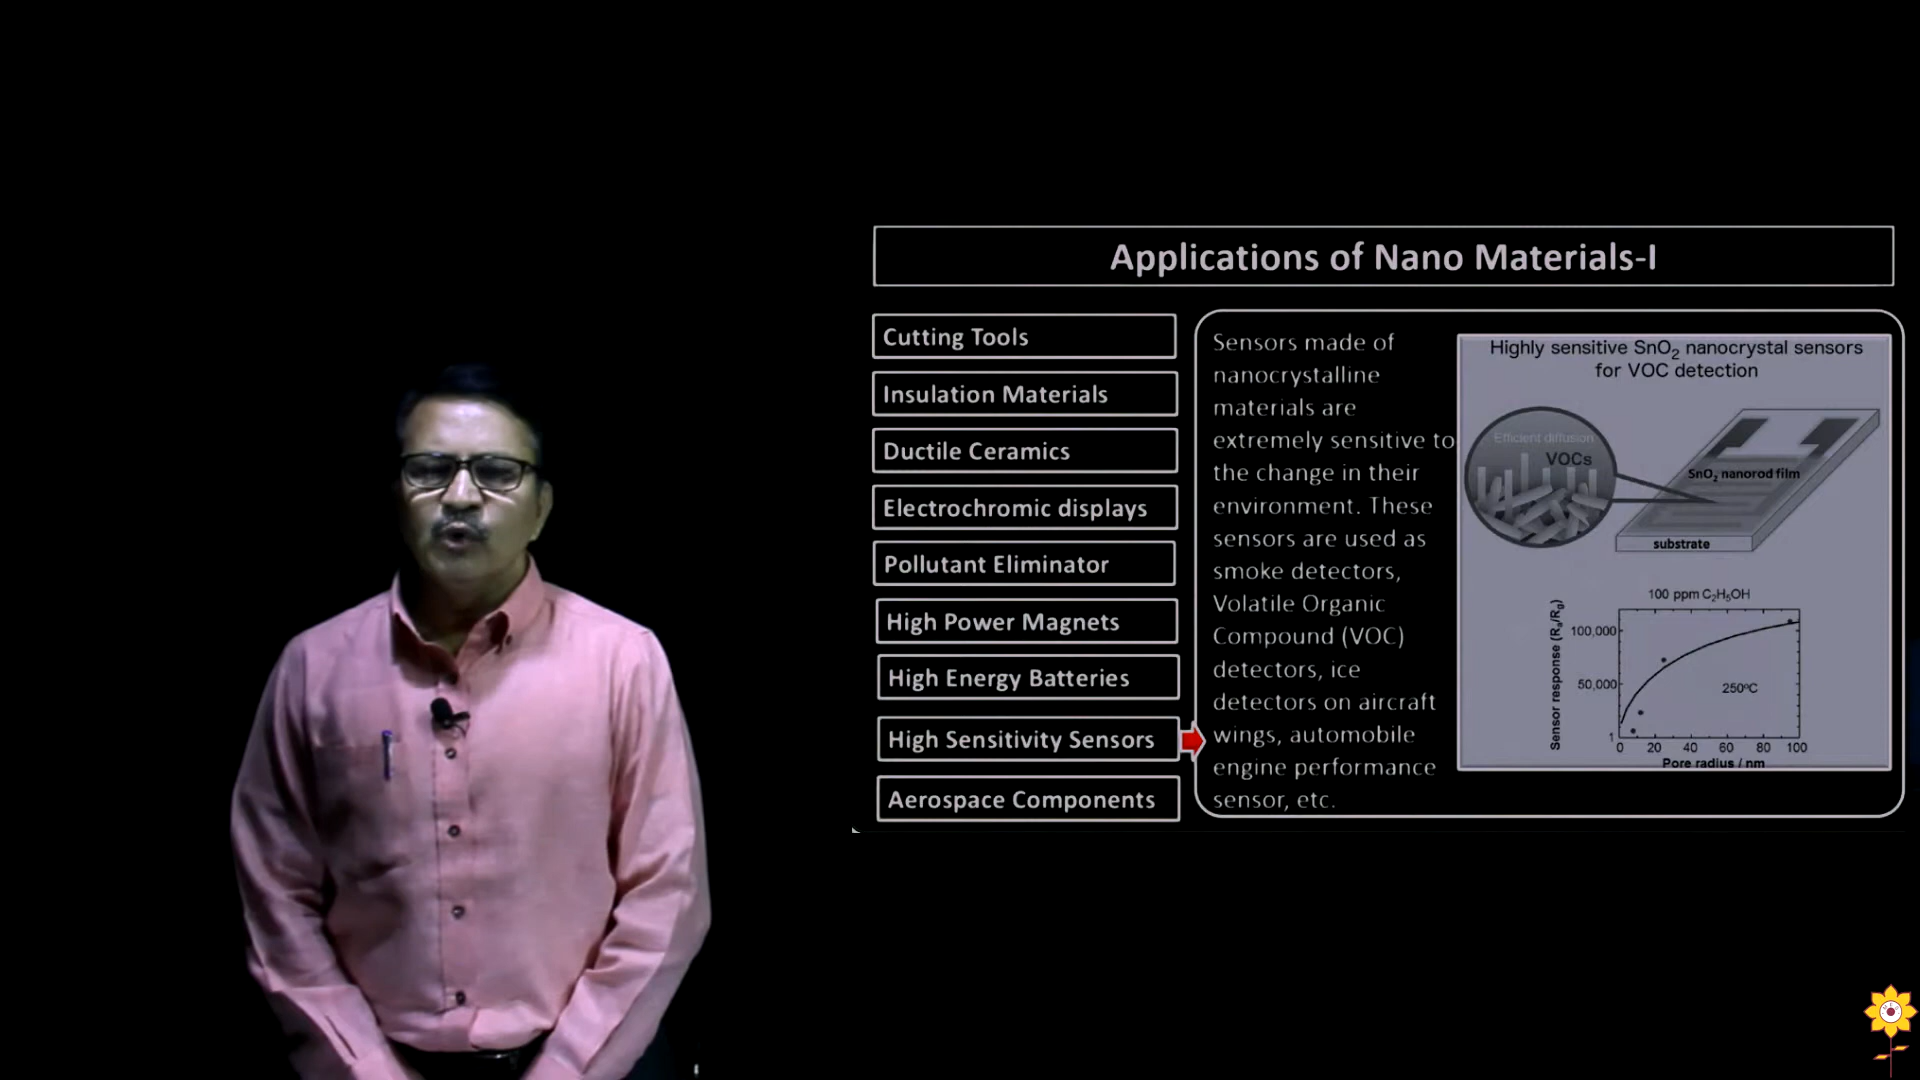 Applications of Nano Materials-I
Cutting Tools
Insulation Materials
Ductile Ceramics
Electrochromic displays
Pollutant Eliminator
High Power Magnets
High Energy Batteries
High Sensitivity Sensors
Aerospace Components
Sensors made of
nanocrystalline
materials are
extremely sensitive to
the change in their
environment. These
sensors are used as
smoke detectors,
Volatile Organic
Compound (VOC)
detectors, ice
detectors on aircraft
wings, automobile
engine performance
sensor, etc.
Highly sensitive SnO2 nanocrystal sensors
for VOC detection
Efficient diffusion
VOCs
SnO2 nanorod film
substrate
100 ppm C2H5OH
Sensor response (Ra/Rg)
100,000
50,000
1
250ºC
0 20 40 60 80 100
Pore radius / nm